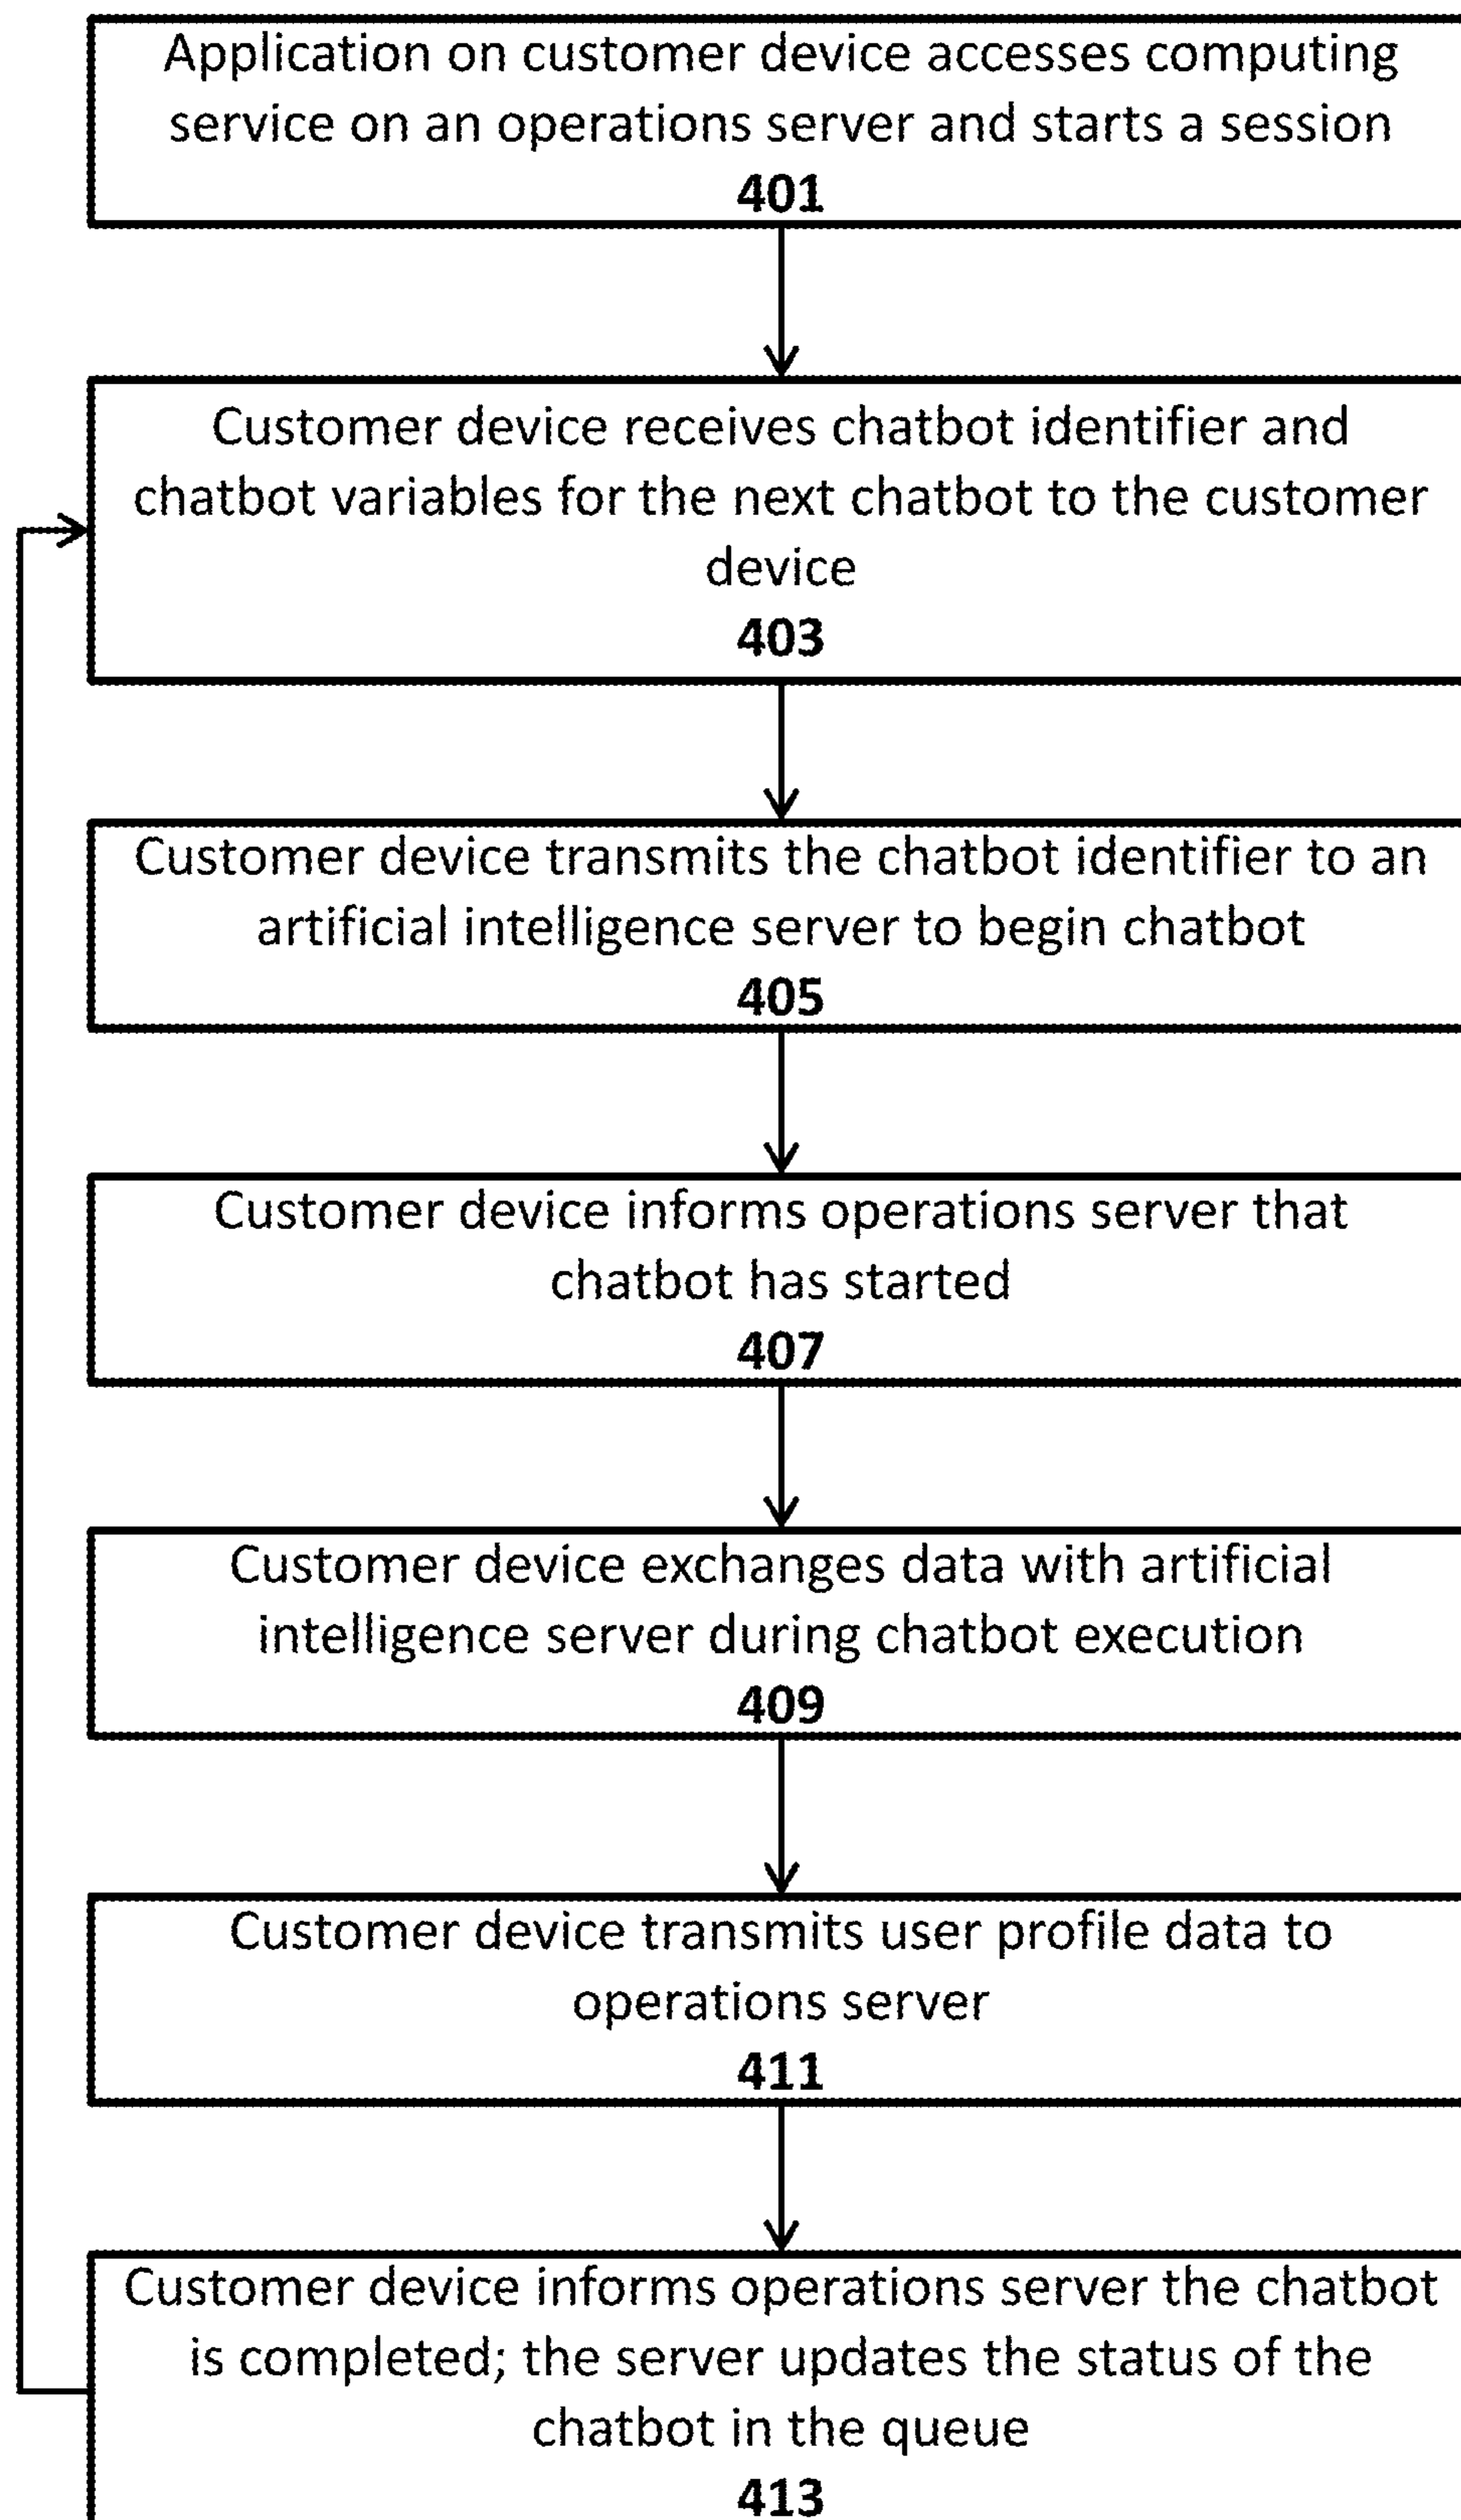 Application on customer device accesses computing
service on an operations server and starts a session
401
Customer device receives chatbot identifier and
chatbot variables for the next chatbot to the customer
device
403
Customer device transmits the chatbot identifier to an
artificial intelligence server to begin chatbot
405
Customer device informs operations server that
chatbot has started
407
Customer device exchanges data with artificial
intelligence server during chatbot execution
409
Customer device transmits user profile data to
operations server
411
Customer device informs operations server the chatbot
is completed; the server updates the status of the
chatbot in the queue
413